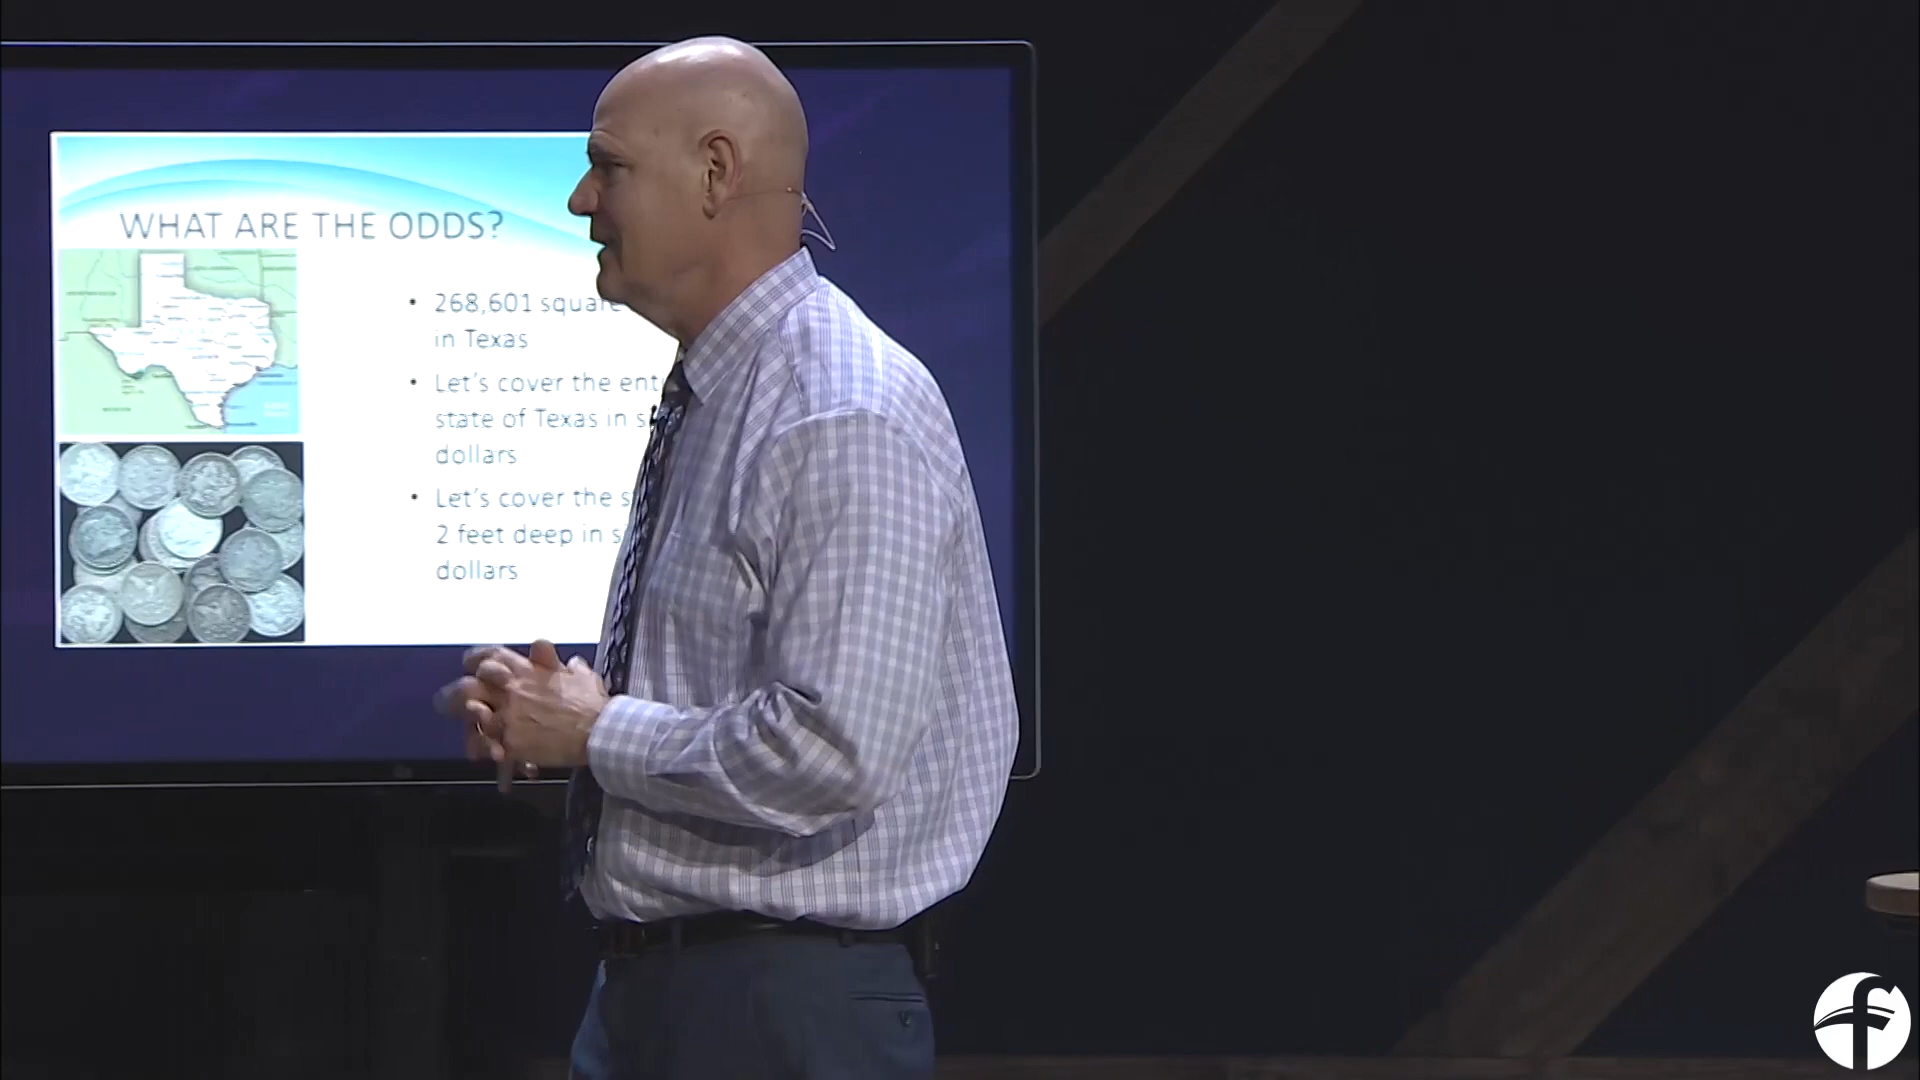 WHAT ARE THE ODDS?
• 268,601 square
in Texas
• Let's cover the ent
state of Texas in s
dollars
• Let's cover the s
2 feet deep in s
dollars